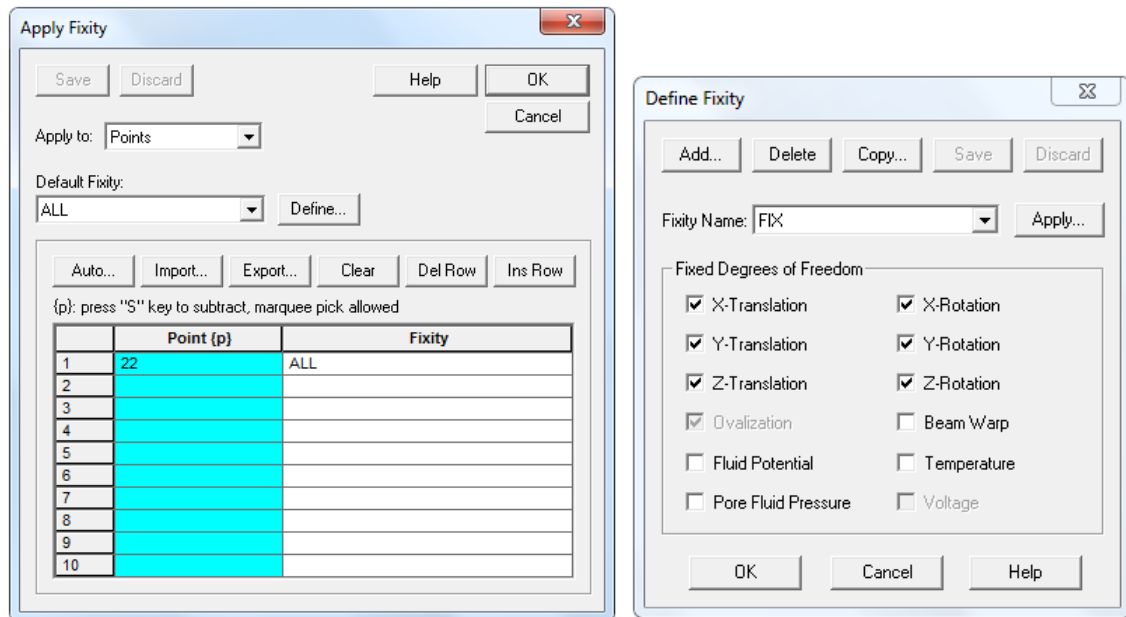 Apply Fixity
Save Discard Help OK
Cancel
Apply to: Points
Default Fixity:
ALL Define...
Auto... Import... Export... Clear Del Row Ins Row
{p}: press "S" key to subtract, marquee pick allowed
Point {p} Fixity
1 22 ALL
2
3
4
5
6
7
8
9
10
Define Fixity
Add... Delete Copy... Save Discard
Fixity Name: FIX Apply...
Fixed Degrees of Freedom
X-Translation X-Rotation
Y-Translation Y-Rotation
Z-Translation Z-Rotation
Ovalization Beam Warp
Fluid Potential Temperature
Pore Fluid Pressure Voltage
OK Cancel Help